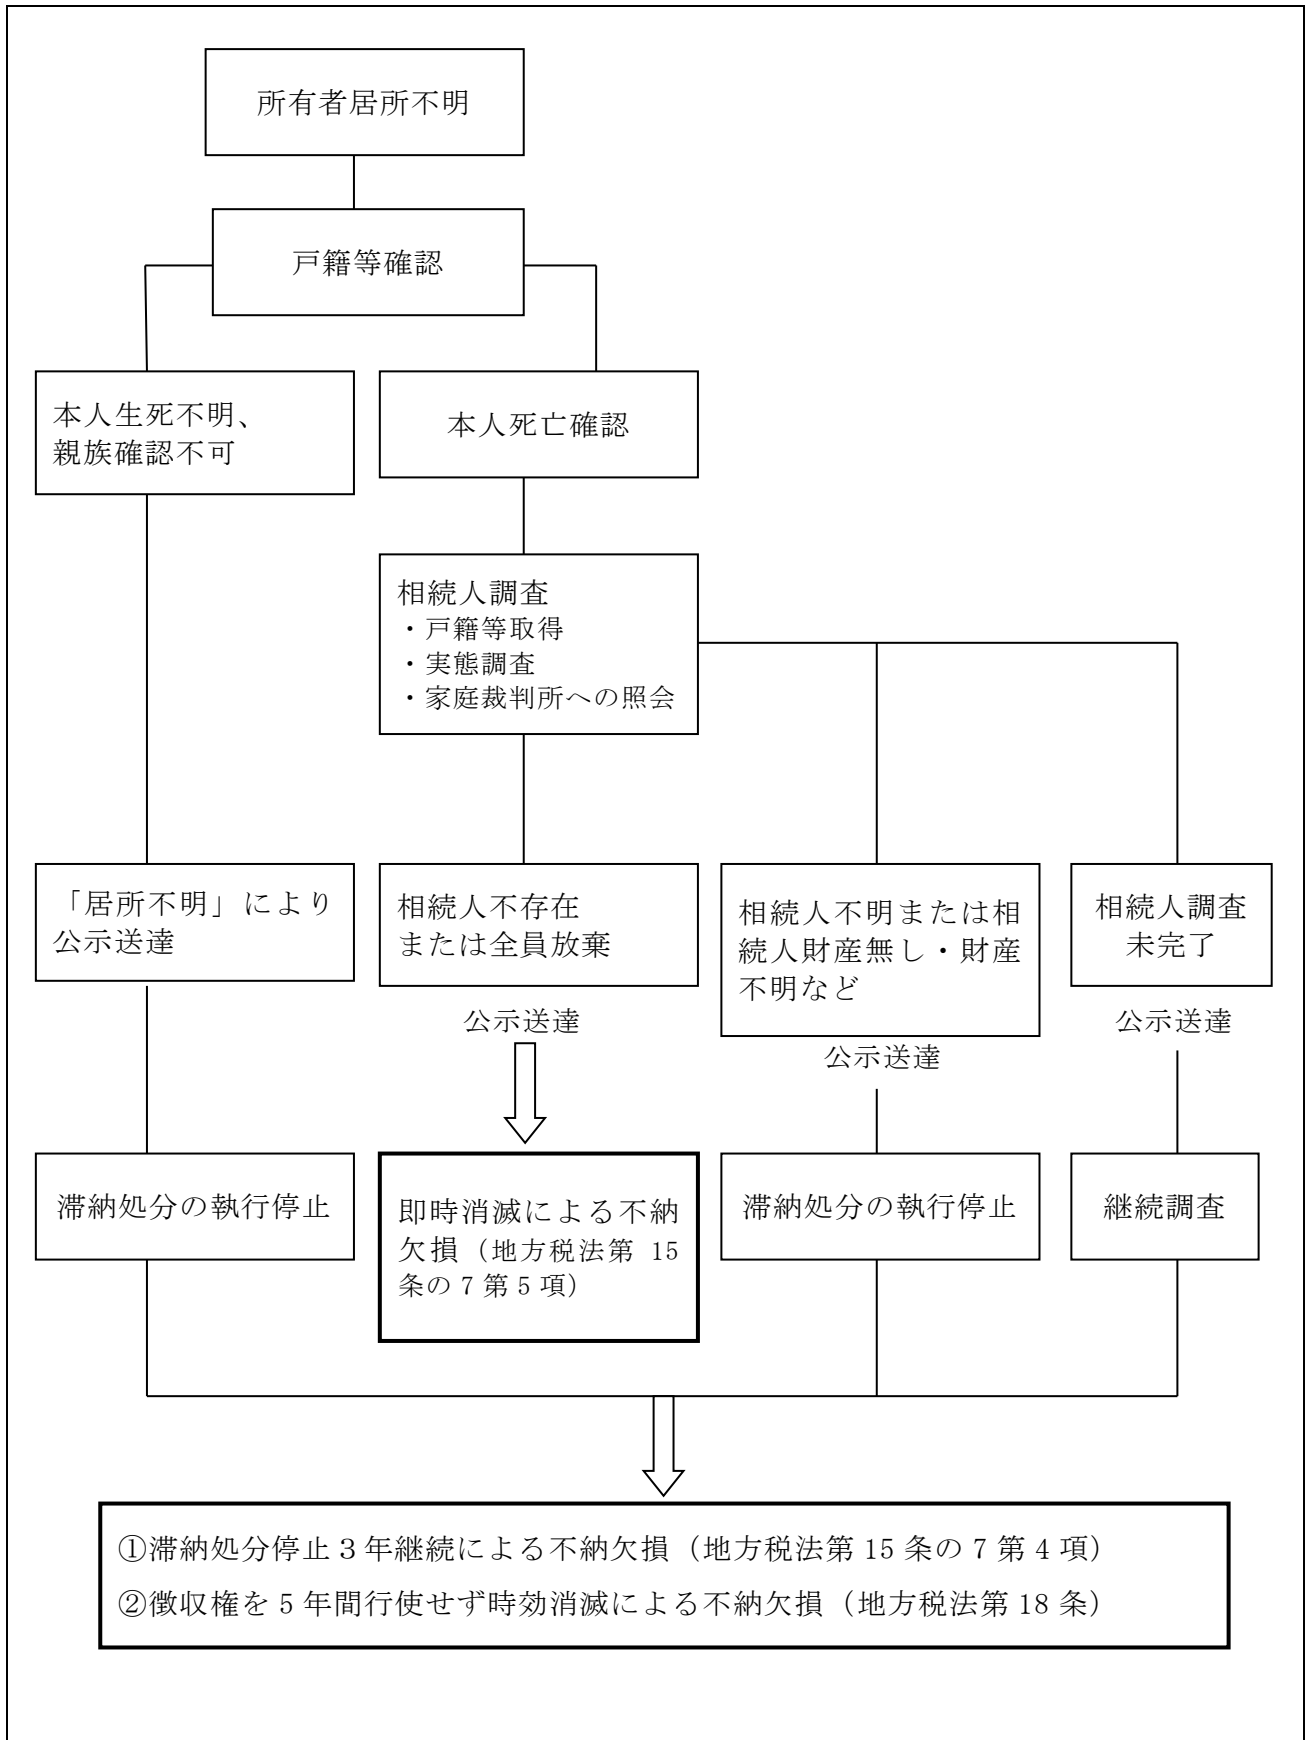 所有者居所不明
戸籍等確認
本人生死不明、
親族確認不可
本人死亡確認
相続人調査
・戸籍等取得
・実態調査
・家庭裁判所への照会
「居所不明」により
公示送達
相続人不存在
または全員放棄
相続人不明または相
続人財産無し・財産
不明など
相続人調査
未完了
公示送達
公示送達
公示送達
滞納処分の執行停止
即時消滅による不納
欠損（地方税法第 15
条の 7 第 5 項）
滞納処分の執行停止
継続調査
①滞納処分停止３年継続による不納欠損（地方税法第 15 条の 7 第 4 項）
②徴収権を 5 年間行使せず時効消滅による不納欠損（地方税法第 18 条）